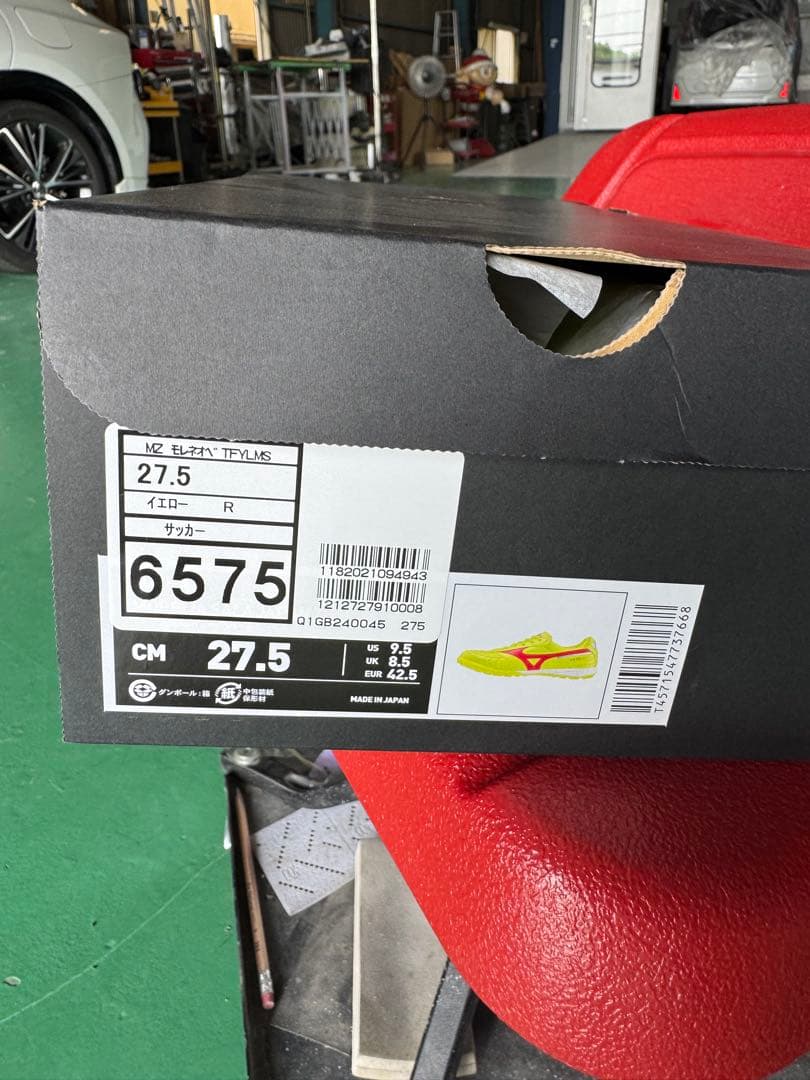 MZ モレネオベ TFYLMS
27.5
イエロー R
サッカー
6575
1182021094943
1212727910008
Q1GB240045 275
CM 27.5
US 9.5
UK 8.5
EUR 42.5
ダンボール:箱
紙 中包装紙
保形材
MADE IN JAPAN
T4571547737668